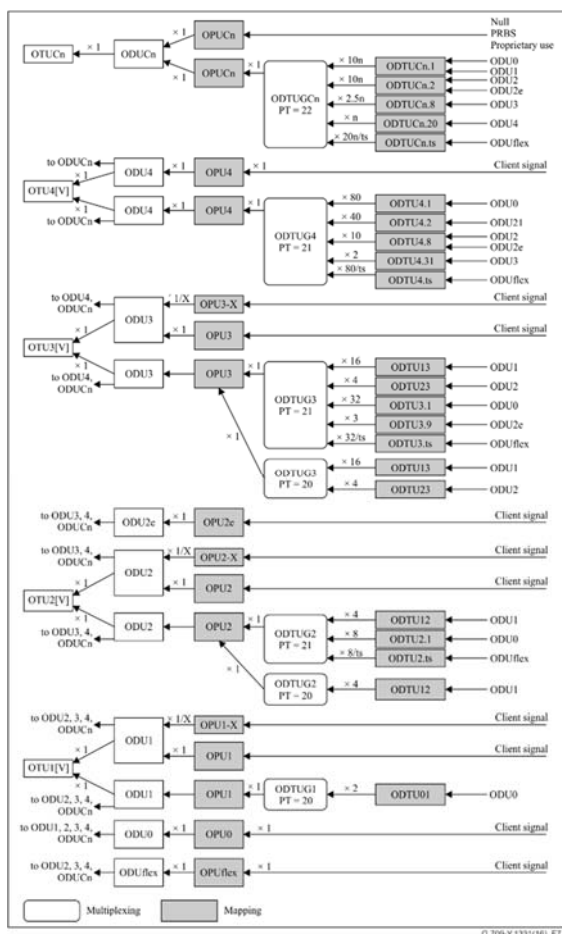 Null
PRBS
Proprietary use
OTUCn × 1 ODUCn × 1 OPUCn
× 1 OPUCn × 1 ODTUGCn PT = 22
× 10n ODTUCn.1 ODU0
ODU1
× 10n ODTUCn.2 ODU2
ODU2e
× 2.5n ODTUCn.8 ODU3
× n ODTUCn.20 ODU4
× 20n/ts ODTUCn.ts ODUflex
to ODUCn ODU4 × 1 OPU4 × 1 Client signal
× 1
OTU4[V]
× 1 ODU4 × 1 OPU4 × 1 ODTUG4 PT = 21
to ODUCn
× 80 ODTU4.1 ODU0
× 40 ODTU4.2 ODU21
× 10 ODTU4.8 ODU2
ODU2e
× 2 ODTU4.31 ODU3
× 80/ts ODTU4.ts ODUflex
to ODU4, ODUCn ODU3 × 1/X OPU3-X Client signal
× 1 OPU3 Client signal
× 1
OTU3[V]
× 1
to ODU4, ODUCn ODU3 OPU3 × 1 ODTUG3 PT = 21
× 16 ODTU13 ODU1
× 4 ODTU23 ODU2
× 32 ODTU3.1 ODU0
× 3 ODTU3.9 ODU2e
× 32/ts ODTU3.ts ODUflex
× 1 ODTUG3 PT = 20
× 16 ODTU13 ODU1
× 4 ODTU23 ODU2
to ODU3, 4, ODUCn ODU2e × 1 OPU2e Client signal
to ODU3, 4, ODUCn ODU2 × 1/X OPU2-X Client signal
× 1 OPU2 Client signal
× 1
OTU2[V]
× 1
to ODU3, 4, ODUCn ODU2 × 1 OPU2 × 1 ODTUG2 PT = 21
× 4 ODTU12 ODU1
× 8 ODTU2.1 ODU0
× 8/ts ODTU2.ts ODUflex
× 1 ODTUG2 PT = 20 × 4 ODTU12 ODU1
to ODU2, 3, 4, ODUCn ODU1 × 1/X OPU1-X Client signal
× 1 OPU1 Client signal
× 1
OTU1[V]
× 1
to ODU2, 3, 4, ODUCn ODU1 × 1 OPU1 × 1 ODTUG1 PT = 20 × 2 ODTU01 ODU0
to ODU1, 2, 3, 4, ODUCn ODU0 × 1 OPU0 × 1 Client signal
to ODU2, 3, 4, ODUCn ODUflex × 1 OPUflex × 1 Client signal
Multiplexing Mapping